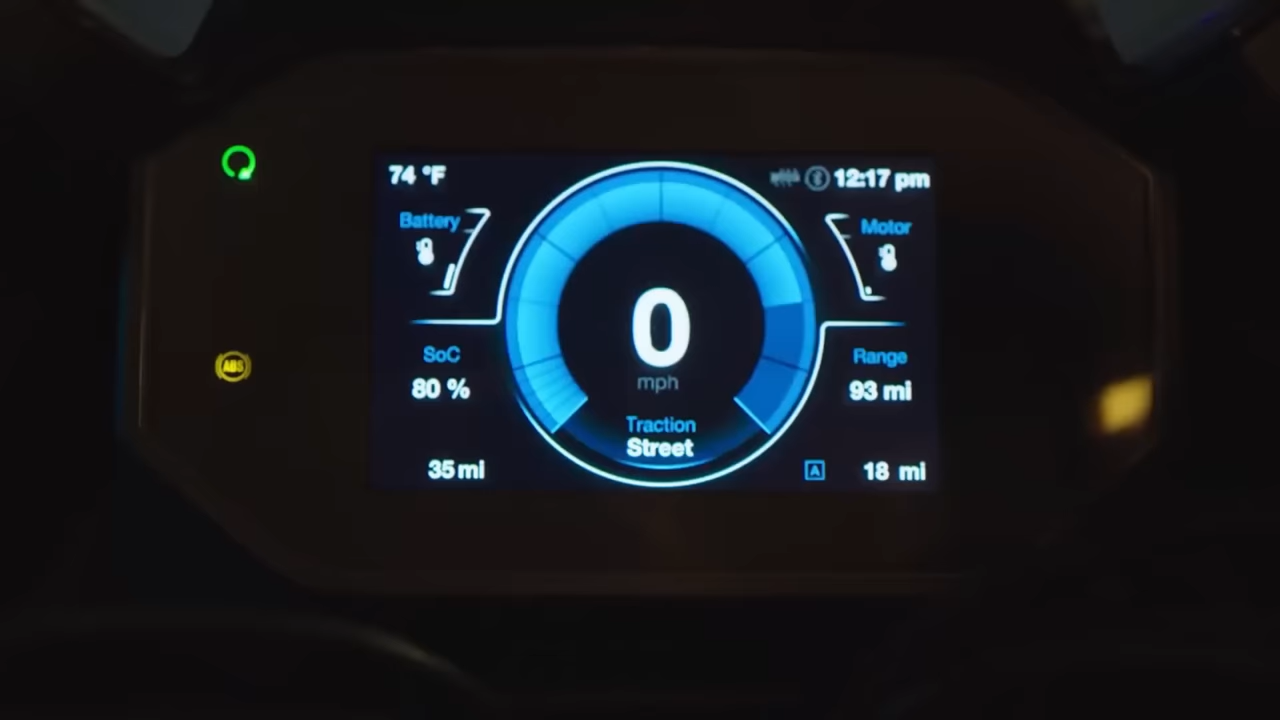 74 °F
12:17 pm
Battery
Motor
0
mph
SoC
80 %
Range
93 mi
ABS
Traction
Street
35 mi
A
18 mi